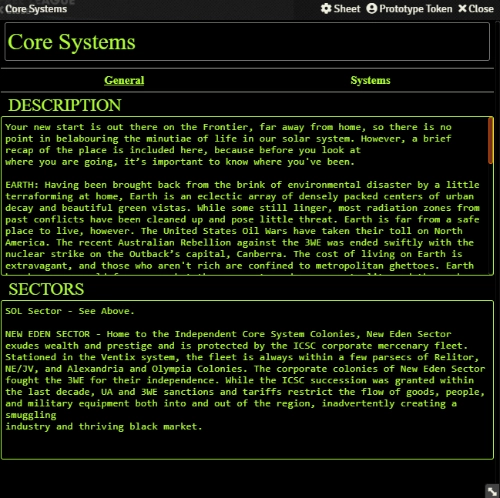 Core Systems
Sheet Prototype Token Close
Core Systems
General Systems
DESCRIPTION
Your new start is out there on the Frontier, far away from home, so there is no
point in belabouring the minutiae of life in our solar system. However, a brief
recap of the place is included here, because before you look at
where you are going, it’s important to know where you've been.
EARTH: Having been brought back from the brink of environmental disaster by a little
terraforming at home, Earth is an eclectic array of densely packed centers of urban
decay and beautiful green vistas. While some still linger, most radiation zones from
past conflicts have been cleaned up and pose little threat. Earth is far from a safe
place to live, however. The United States Oil Wars have taken their toll on North
America. The recent Australian Rebellion against the 3WE was ended swiftly with the
nuclear strike on the Outback’s capital, Canberra. The cost of living on Earth is
extravagant, and those who aren't rich are confined to metropolitan ghettoes. Earth
SECTORS
SOL Sector - See Above.
NEW EDEN SECTOR - Home to the Independent Core System Colonies, New Eden Sector
exudes wealth and prestige and is protected by the ICSC corporate mercenary fleet.
Stationed in the Ventix system, the fleet is always within a few parsecs of Relitor,
NE/JV, and Alexandria and Olympia Colonies. The corporate colonies of New Eden Sector
fought the 3WE for their independence. While the ICSC succession was granted within
the last decade, UA and 3WE sanctions and tariffs restrict the flow of goods, people,
and military equipment both into and out of the region, inadvertently creating a
smuggling
industry and thriving black market.